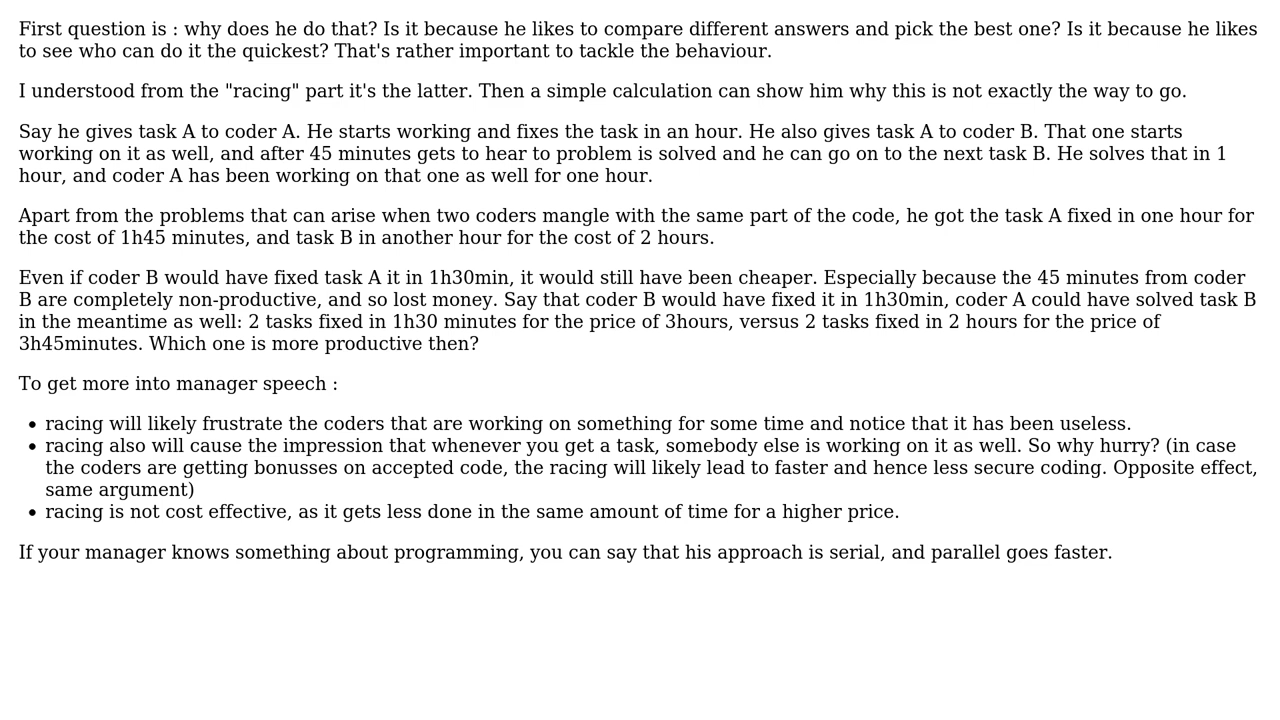 First question is : why does he do that? Is it because he likes to compare different answers and pick the best one? Is it because he likes
to see who can do it the quickest? That's rather important to tackle the behaviour.
I understood from the "racing" part it's the latter. Then a simple calculation can show him why this is not exactly the way to go.
Say he gives task A to coder A. He starts working and fixes the task in an hour. He also gives task A to coder B. That one starts
working on it as well, and after 45 minutes gets to hear to problem is solved and he can go on to the next task B. He solves that in 1
hour, and coder A has been working on that one as well for one hour.
Apart from the problems that can arise when two coders mangle with the same part of the code, he got the task A fixed in one hour for
the cost of 1h45 minutes, and task B in another hour for the cost of 2 hours.
Even if coder B would have fixed task A it in 1h30min, it would still have been cheaper. Especially because the 45 minutes from coder
B are completely non-productive, and so lost money. Say that coder B would have fixed it in 1h30min, coder A could have solved task B
in the meantime as well: 2 tasks fixed in 1h30 minutes for the price of 3hours, versus 2 tasks fixed in 2 hours for the price of
3h45minutes. Which one is more productive then?
To get more into manager speech :
• racing will likely frustrate the coders that are working on something for some time and notice that it has been useless.
• racing also will cause the impression that whenever you get a task, somebody else is working on it as well. So why hurry? (in case
the coders are getting bonusses on accepted code, the racing will likely lead to faster and hence less secure coding. Opposite effect,
same argument)
• racing is not cost effective, as it gets less done in the same amount of time for a higher price.
If your manager knows something about programming, you can say that his approach is serial, and parallel goes faster.